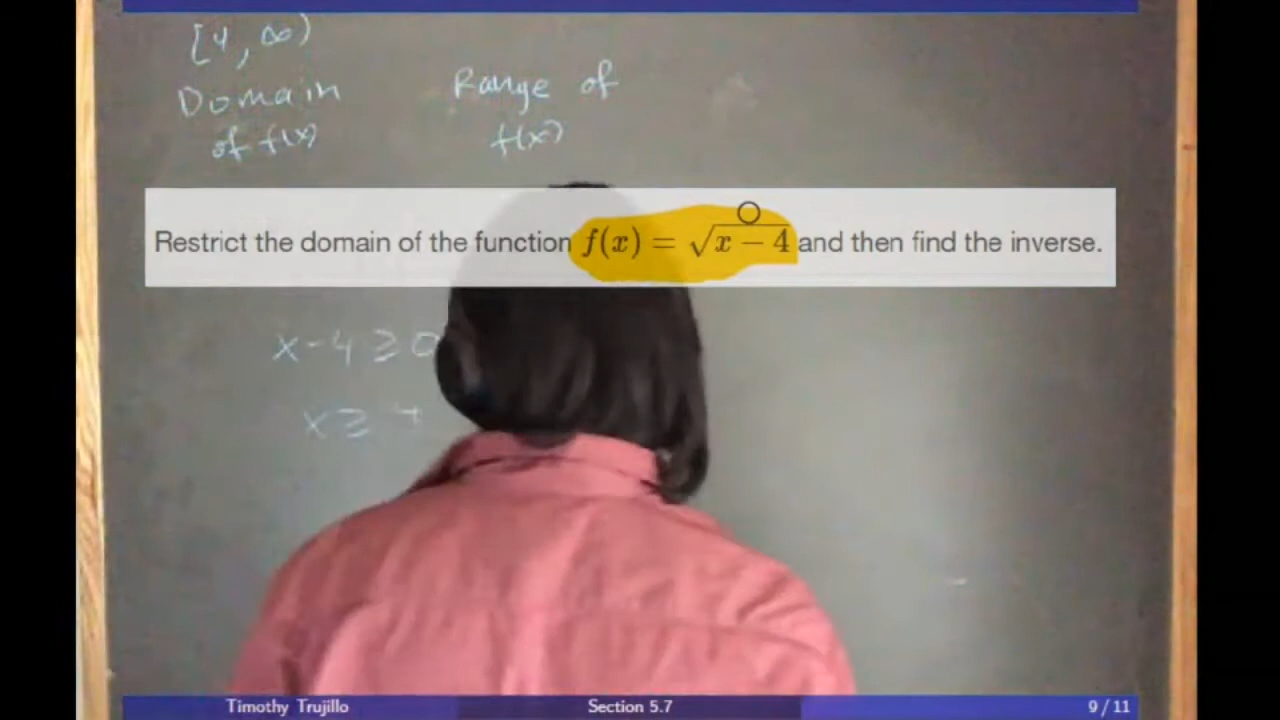 [4, ∞)
Domain
of f(x)
Range of
f(x)
Restrict the domain of the function f(x) = √x − 4 and then find the inverse.
x-4 ≥ 0
x ≥ 4
Timothy Trujillo
Section 5.7
9 / 11